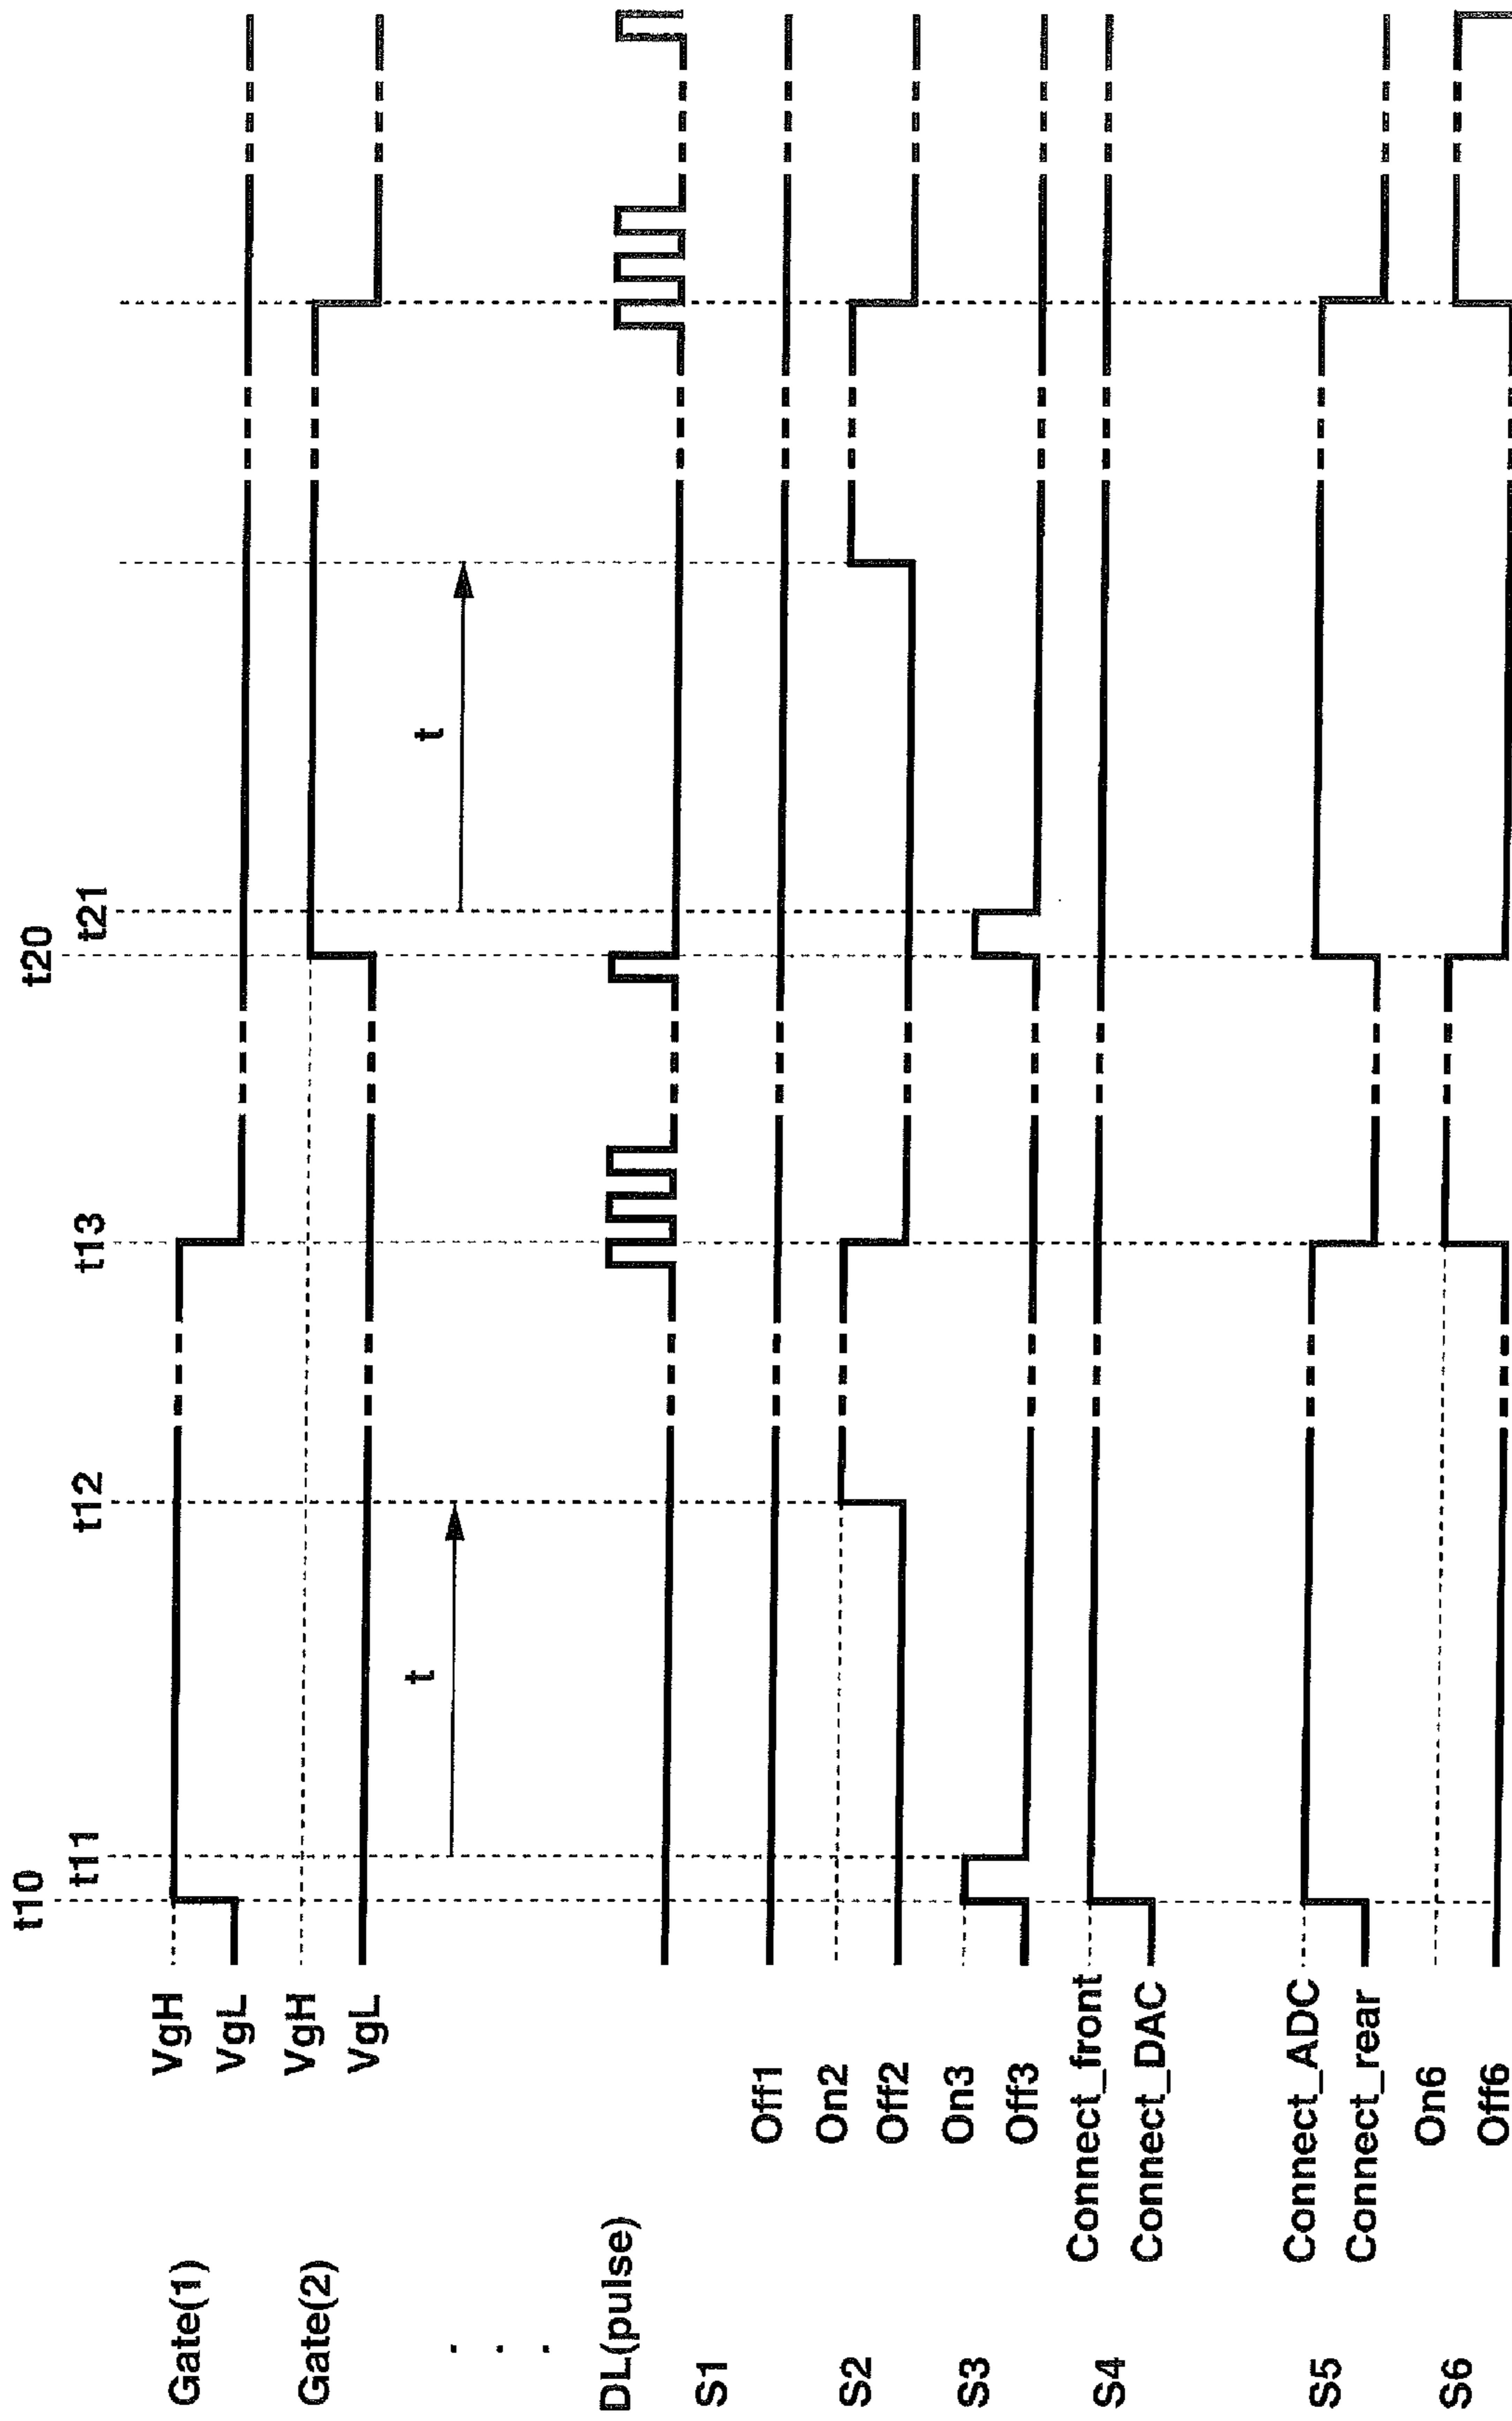 t10
t11
t12
t13
t20
t21
Gate(1)
VgH
VgL
Gate(2)
VgH
VgL
t
t
. . .
DL(pulse)
S1
Off1
S2
On2
Off2
S3
On3
Off3
S4
Connect_front
Connect_DAC
S5
Connect_ADC
Connect_rear
S6
On6
Off6